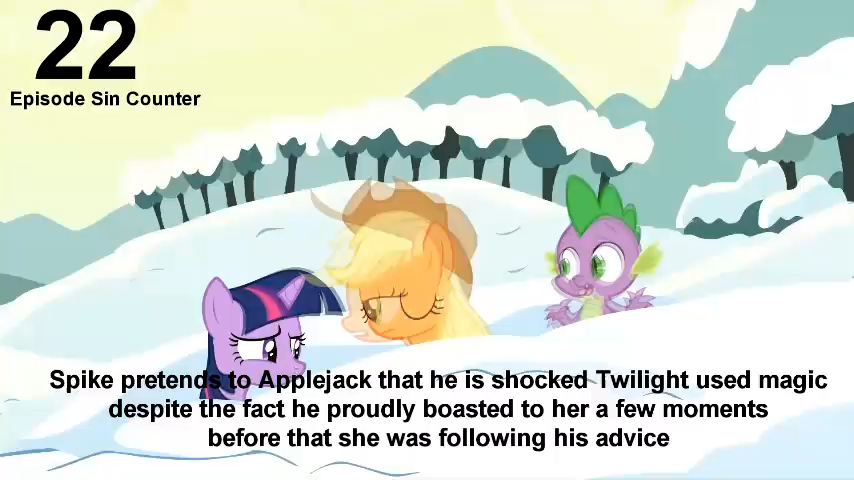 22
Episode Sin Counter
Spike pretends to Applejack that he is shocked Twilight used magic
despite the fact he proudly boasted to her a few moments
before that she was following his advice